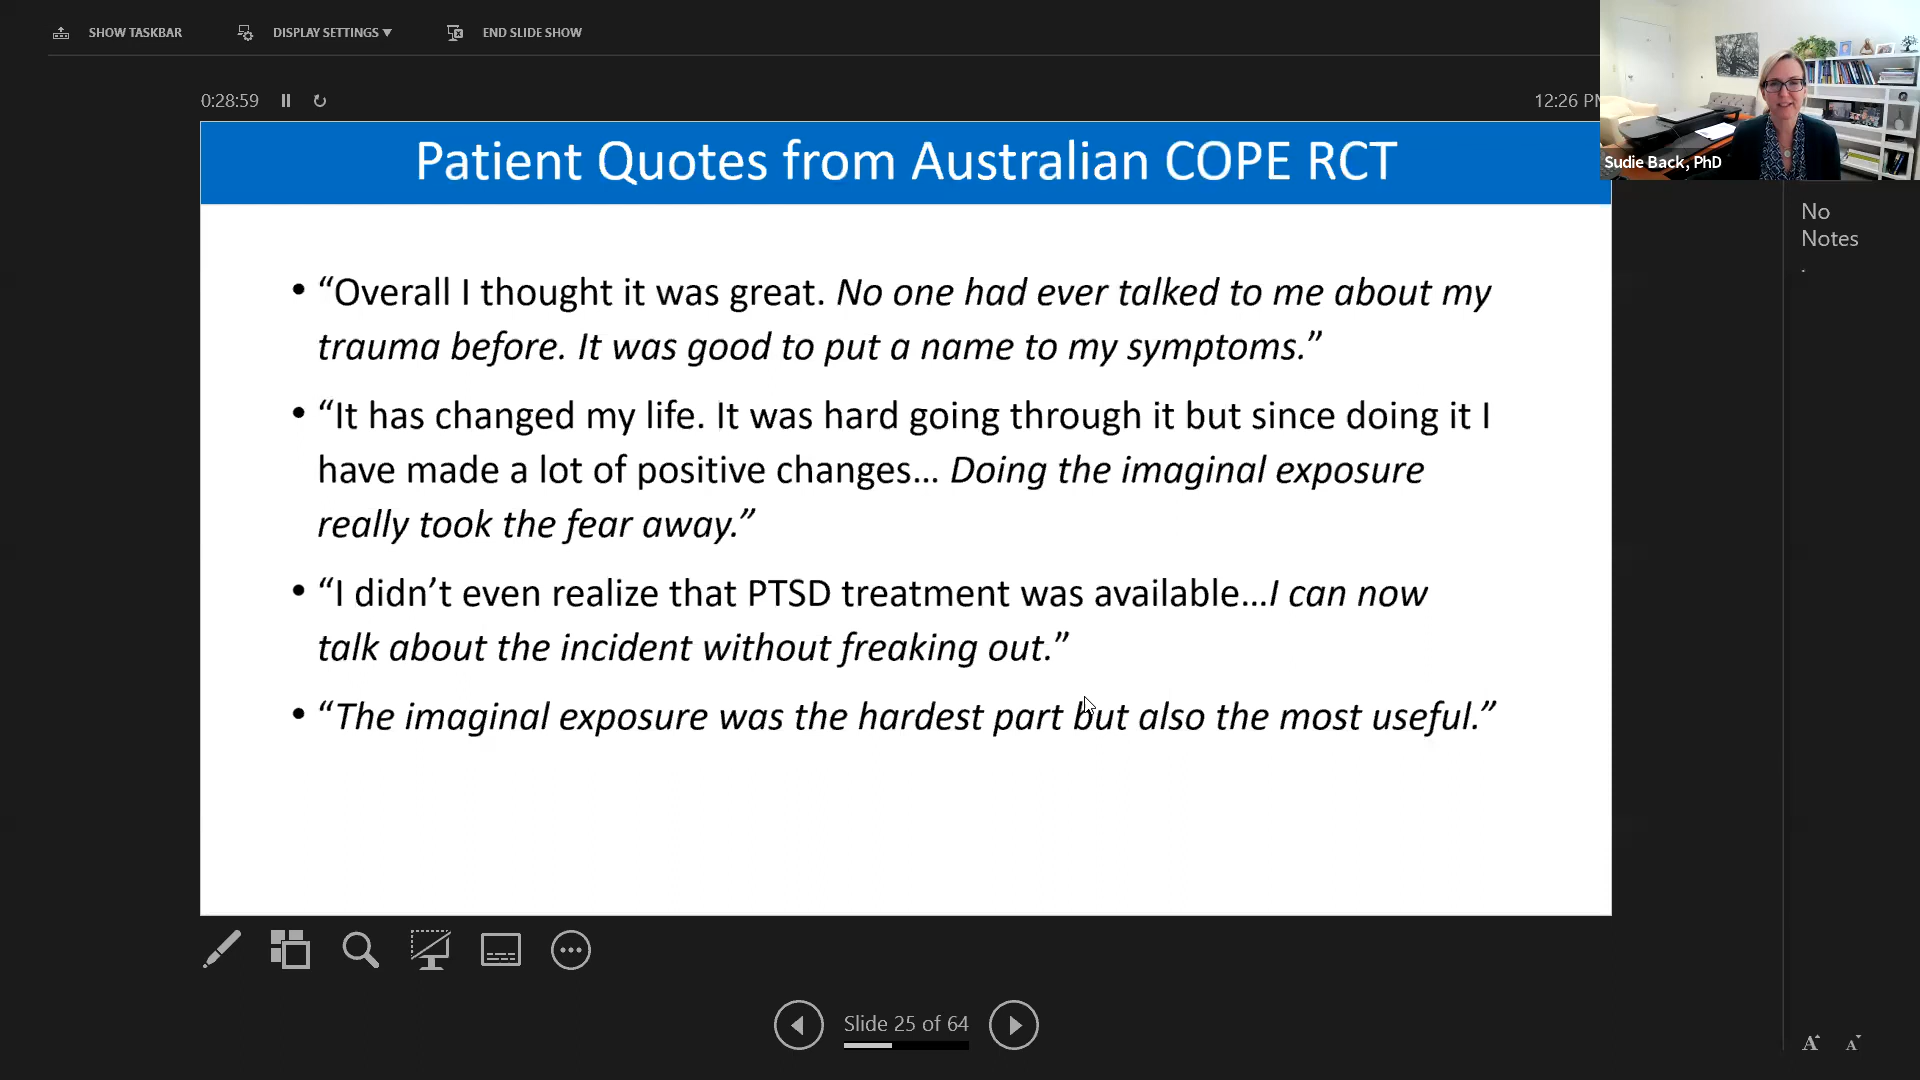 SHOW TASKBAR
DISPLAY SETTINGS ▾
END SLIDE SHOW
0:28:59
12:26
Sudie Back, PhD
Patient Quotes from Australian COPE RCT
No
Notes
.
• “Overall I thought it was great. No one had ever talked to me about my
trauma before. It was good to put a name to my symptoms.”
• “It has changed my life. It was hard going through it but since doing it I
have made a lot of positive changes… Doing the imaginal exposure
really took the fear away.”
• “I didn’t even realize that PTSD treatment was available…I can now
talk about the incident without freaking out.”
• “The imaginal exposure was the hardest part but also the most useful.”
Slide 25 of 64
A A